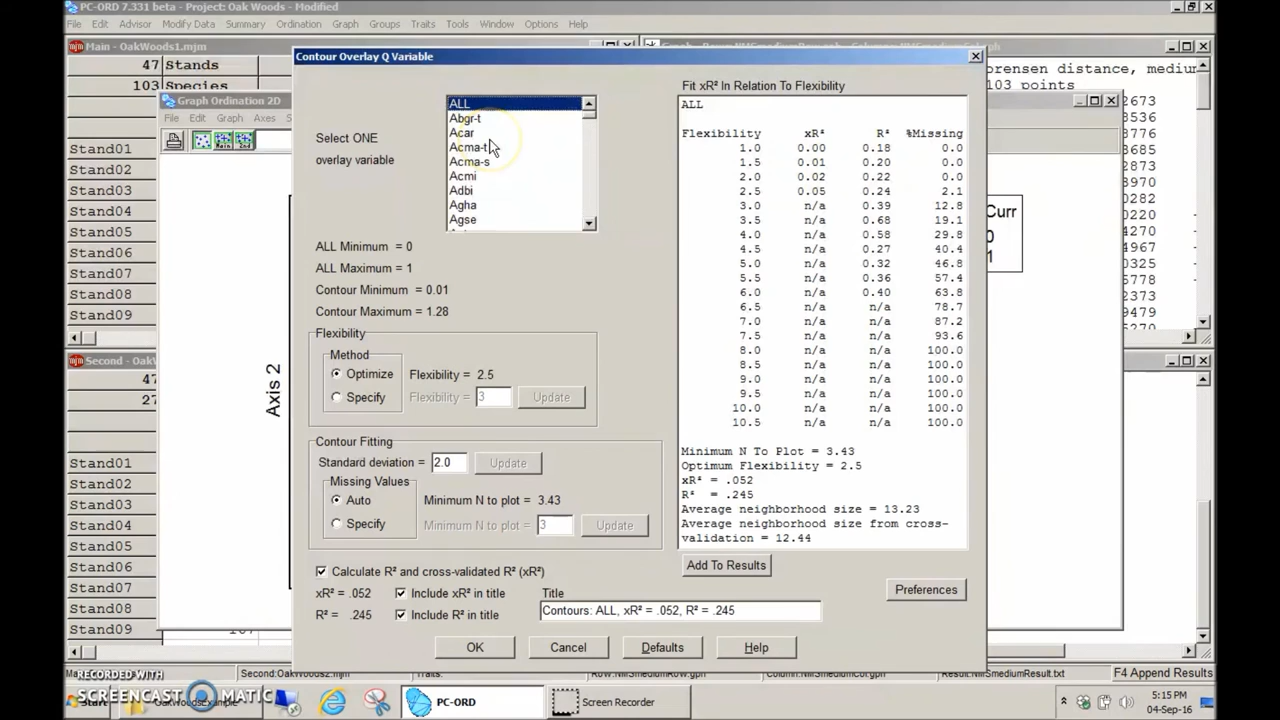 PC-ORD 7.331 beta - Project: Oak Woods - Modified
File Edit Advisor Modify Data Summary Ordination Graph Groups Traits Tools Window Options Help
Main - OakWoods1.mjm
47 Stands
103 Species
Stand01
Stand02
Stand03
Stand04
Stand05
Stand06
Stand07
Stand08
Stand09
Second - Oak
47
27
Stand01
Stand02
Stand03
Stand04
Stand05
Stand06
Stand07
Stand08
Stand09
Graph Ordination 2D
File Edit Graph Axes
Axis 2
orensen distance, medium
103 points
Curr
Contour Overlay Q Variable
Select ONE
overlay variable
ALL
Abgr-t
Acar
Acma-t
Acma-s
Acmi
Adbi
Agha
Agse
ALL Minimum = 0
ALL Maximum = 1
Contour Minimum = 0.01
Contour Maximum = 1.28
Flexibility
Method
Optimize
Flexibility = 2.5
Specify
Flexibility = 3
Update
Contour Fitting
Standard deviation = 2.0
Update
Missing Values
Auto
Minimum N to plot = 3.43
Specify
Minimum N to plot = 3
Update
Calculate R² and cross-validated R² (xR²)
xR² = .052 Include xR² in title
R² = .245 Include R² in title
Title
Contours: ALL, xR² = .052, R² = .245
OK Cancel Defaults Help
Fit xR² In Relation To Flexibility
ALL
Flexibility xR² R² %Missing
1.0 0.00 0.18 0.0
1.5 0.01 0.20 0.0
2.0 0.02 0.22 0.0
2.5 0.05 0.24 2.1
3.0 n/a 0.39 12.8
3.5 n/a 0.68 19.1
4.0 n/a 0.58 29.8
4.5 n/a 0.27 40.4
5.0 n/a 0.32 46.8
5.5 n/a 0.36 57.4
6.0 n/a 0.40 63.8
6.5 n/a n/a 78.7
7.0 n/a n/a 87.2
7.5 n/a n/a 93.6
8.0 n/a n/a 100.0
8.5 n/a n/a 100.0
9.0 n/a n/a 100.0
9.5 n/a n/a 100.0
10.0 n/a n/a 100.0
10.5 n/a n/a 100.0
Minimum N To Plot = 3.43
Optimum Flexibility = 2.5
xR² = .052
R² = .245
Average neighborhood size = 13.23
Average neighborhood size from cross-
validation = 12.44
Add To Results
Preferences
F4 Append Results
RECORDED WITH
SCREENCAST MATIC
Start
PC-ORD
Screen Recorder
5:15 PM
04-Sep-16